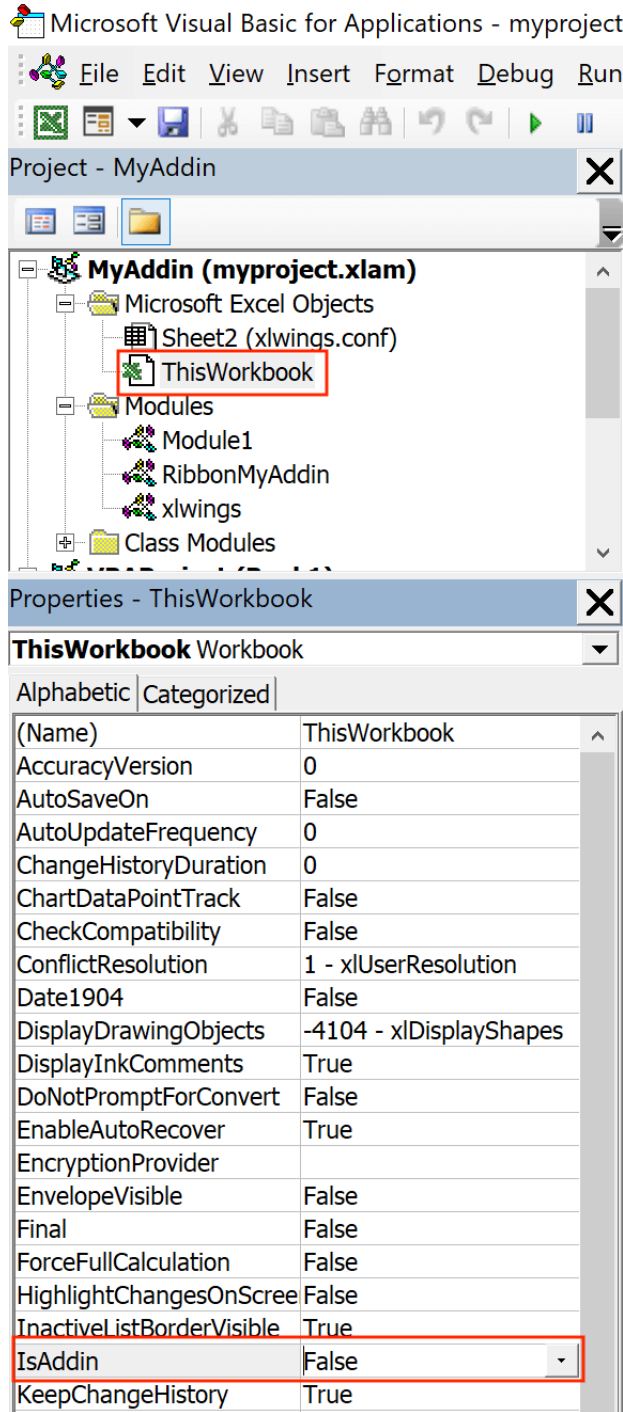 Microsoft Visual Basic for Applications - myproject
File Edit View Insert Format Debug Run
Project - MyAddin
MyAddin (myproject.xlam)
Microsoft Excel Objects
Sheet2 (xlwings.conf)
ThisWorkbook
Modules
Module1
RibbonMyAddin
xlwings
Class Modules
Properties - ThisWorkbook
ThisWorkbook Workbook
Alphabetic Categorized
(Name) ThisWorkbook
AccuracyVersion 0
AutoSaveOn False
AutoUpdateFrequency 0
ChangeHistoryDuration 0
ChartDataPointTrack False
CheckCompatibility False
ConflictResolution 1 - xlUserResolution
Date1904 False
DisplayDrawingObjects -4104 - xlDisplayShapes
DisplayInkComments True
DoNotPromptForConvert False
EnableAutoRecover True
EncryptionProvider
EnvelopeVisible False
Final False
ForceFullCalculation False
HighlightChangesOnScree False
InactiveListBorderVisible True
IsAddin False
KeepChangeHistory True